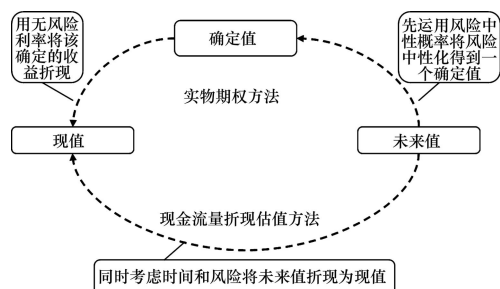 用无风险
利率将该
确定的收
益折现
确定值
先运用风险中
性概率将风险
中性化得到一
个确定值
实物期权方法
现值
未来值
现金流量折现估值方法
同时考虑时间和风险将未来值折现为现值